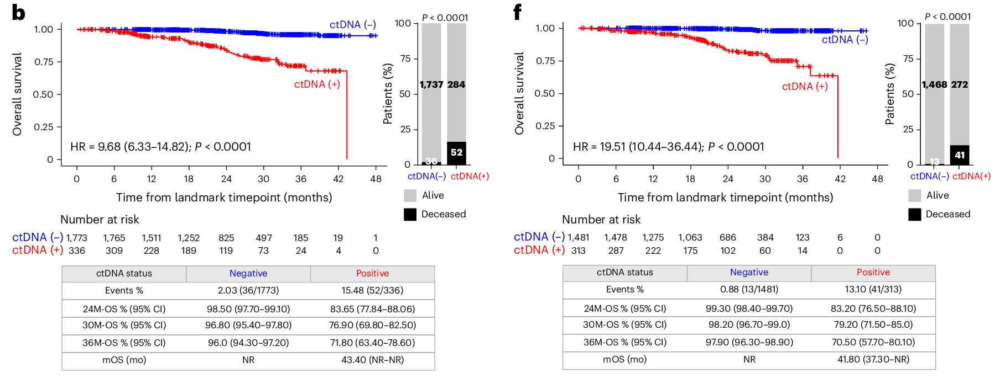 b
1.00
0.75
0.50
0.25
0
Overall survival
ctDNA (–)
ctDNA (+)
HR = 9.68 (6.33–14.82); P < 0.0001
0 6 12 18 24 30 36 42 48
Time from landmark timepoint (months)
P < 0.0001
100
75
50
25
0
Patients (%)
1,737 284
36 52
ctDNA(–) ctDNA(+)
Alive
Deceased
Number at risk
ctDNA (–) 1,773 1,765 1,511 1,252 825 497 185 19 1
ctDNA (+) 336 309 228 189 119 73 24 4 0
ctDNA status Negative Positive
Events % 2.03 (36/1773) 15.48 (52/336)
24M-OS % (95% CI) 98.50 (97.70–99.10) 83.65 (77.84–88.06)
30M-OS % (95% CI) 96.80 (95.40–97.80) 76.90 (69.80–82.50)
36M-OS % (95% CI) 96.0 (94.30–97.20) 71.80 (63.40–78.60)
mOS (mo) NR 43.40 (NR–NR)
f
1.00
0.75
0.50
0.25
0
Overall survival
ctDNA (–)
ctDNA (+)
HR = 19.51 (10.44–36.44); P < 0.0001
0 6 12 18 24 30 36 42 48
Time from landmark timepoint (months)
P < 0.0001
100
75
50
25
0
Patients (%)
1,468 272
13 41
ctDNA(–) ctDNA(+)
Alive
Deceased
Number at risk
ctDNA (–) 1,481 1,478 1,275 1,063 686 384 123 6 0
ctDNA (+) 313 287 222 175 102 60 14 0 0
ctDNA status Negative Positive
Events % 0.88 (13/1481) 13.10 (41/313)
24M-OS % (95% CI) 99.30 (98.40–99.70) 83.20 (76.50–88.10)
30M-OS % (95% CI) 98.20 (96.70–99.0) 79.20 (71.50–85.0)
36M-OS % (95% CI) 97.90 (96.30–98.90) 70.50 (57.70–80.10)
mOS (mo) NR 41.80 (37.30–NR)